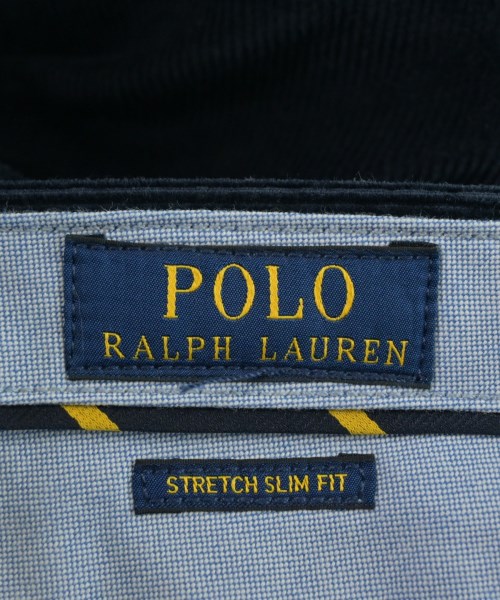 POLO
RALPH LAUREN
STRETCH SLIM FIT